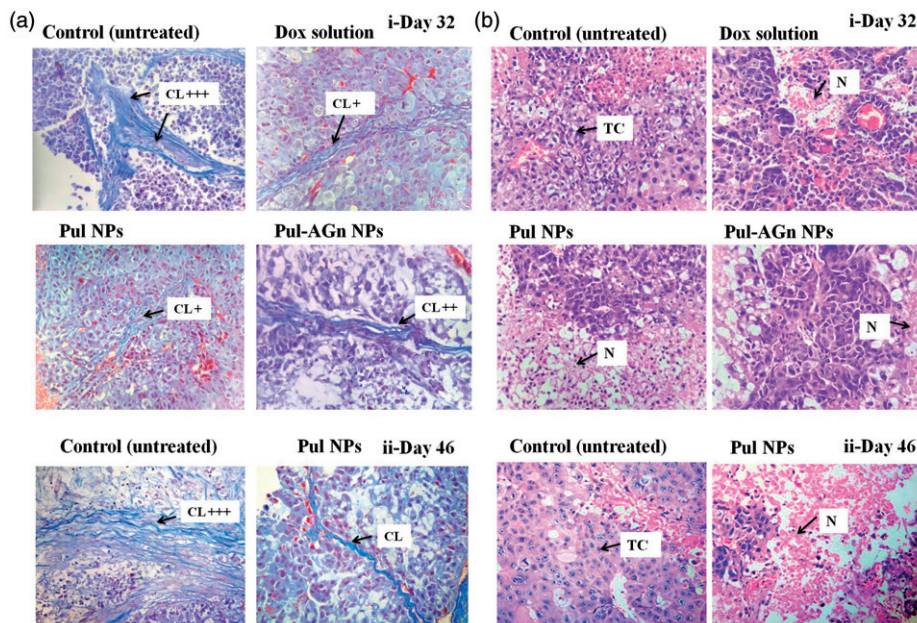 (a)
Control (untreated)
Dox solution
i-Day 32
CL+++
CL+
Pul NPs
Pul-AGn NPs
CL+
CL++
Control (untreated)
Pul NPs
ii-Day 46
CL+++
CL
(b)
i-Day 32
Control (untreated)
Dox solution
TC
N
Pul NPs
Pul-AGn NPs
N
N
Control (untreated)
Pul NPs
ii-Day 46
TC
N